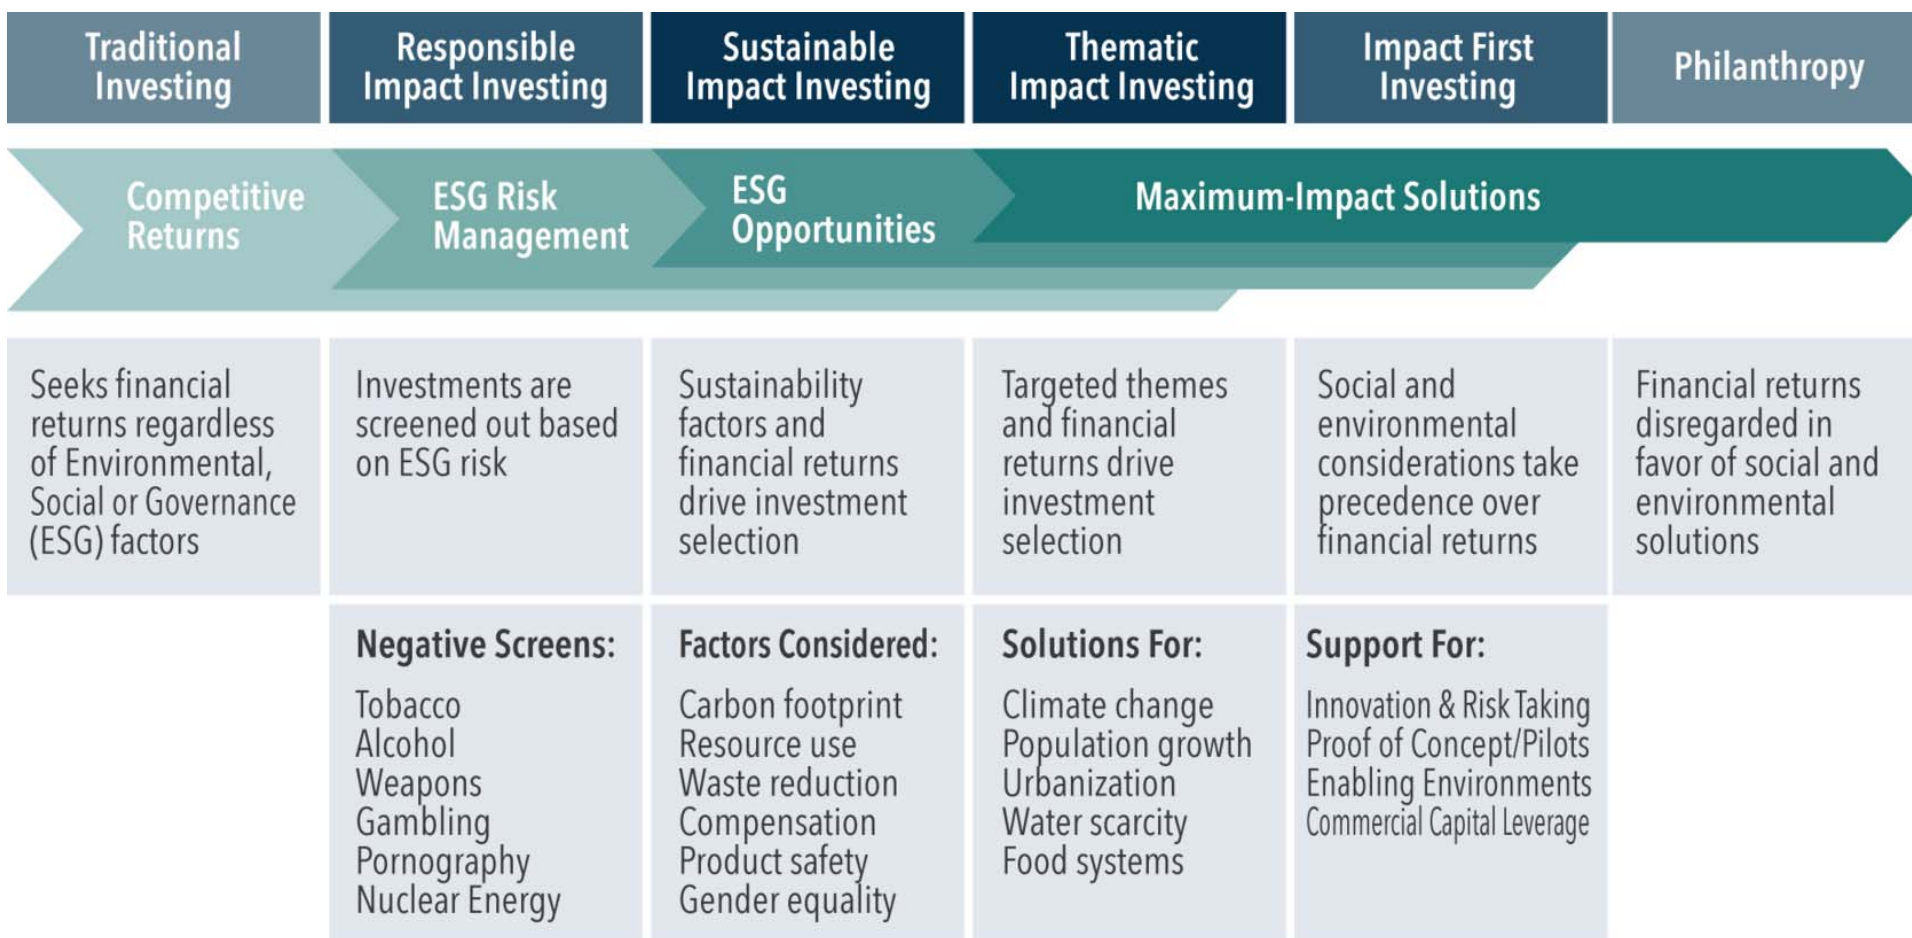 Traditional
Investing
Responsible
Impact Investing
Sustainable
Impact Investing
Thematic
Impact Investing
Impact First
Investing
Philanthropy
Competitive
Returns
ESG Risk
Management
ESG
Opportunities
Maximum-Impact Solutions
Seeks financial
returns regardless
of Environmental,
Social or Governance
(ESG) factors
Investments are
screened out based
on ESG risk
Sustainability
factors and
financial returns
drive investment
selection
Targeted themes
and financial
returns drive
investment
selection
Social and
environmental
considerations take
precedence over
financial returns
Financial returns
disregarded in
favor of social and
environmental
solutions
Negative Screens:
Tobacco
Alcohol
Weapons
Gambling
Pornography
Nuclear Energy
Factors Considered:
Carbon footprint
Resource use
Waste reduction
Compensation
Product safety
Gender equality
Solutions For:
Climate change
Population growth
Urbanization
Water scarcity
Food systems
Support For:
Innovation & Risk Taking
Proof of Concept/Pilots
Enabling Environments
Commercial Capital Leverage